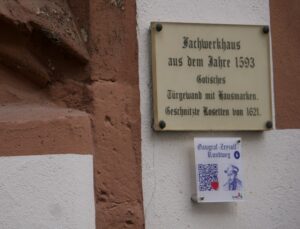 Fachwerkhaus
aus dem Jahre 1593
Gotisches
Türgewand mit Hausmarken.
Geschnitzte Rosetten von 1621.
Rundweg